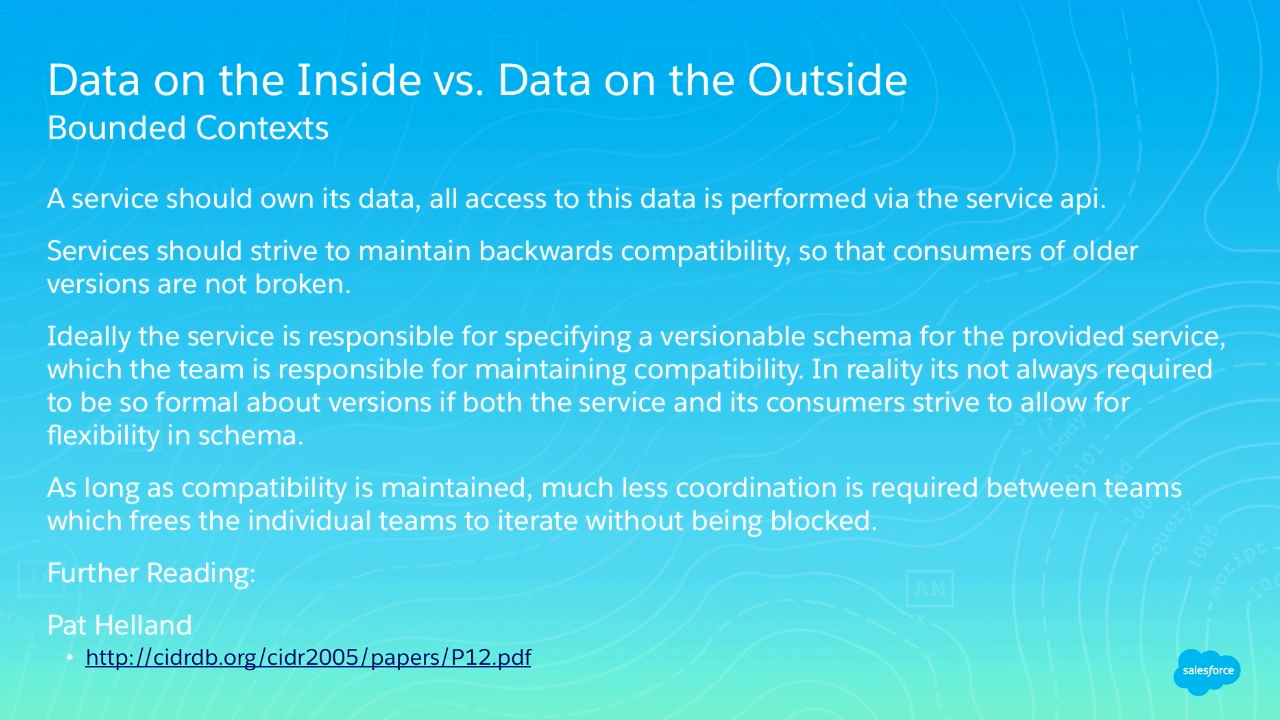 Data on the Inside vs. Data on the Outside
Bounded Contexts
A service should own its data, all access to this data is performed via the service api.
Services should strive to maintain backwards compatibility, so that consumers of older
versions are not broken.
Ideally the service is responsible for specifying a versionable schema for the provided service,
which the team is responsible for maintaining compatibility. In reality its not always required
to be so formal about versions if both the service and its consumers strive to allow for
flexibility in schema.
As long as compatibility is maintained, much less coordination is required between teams
which frees the individual teams to iterate without being blocked.
Further Reading:
Pat Helland
• http://cidrdb.org/cidr2005/papers/P12.pdf
salesforce
AM
body
query
1005
script